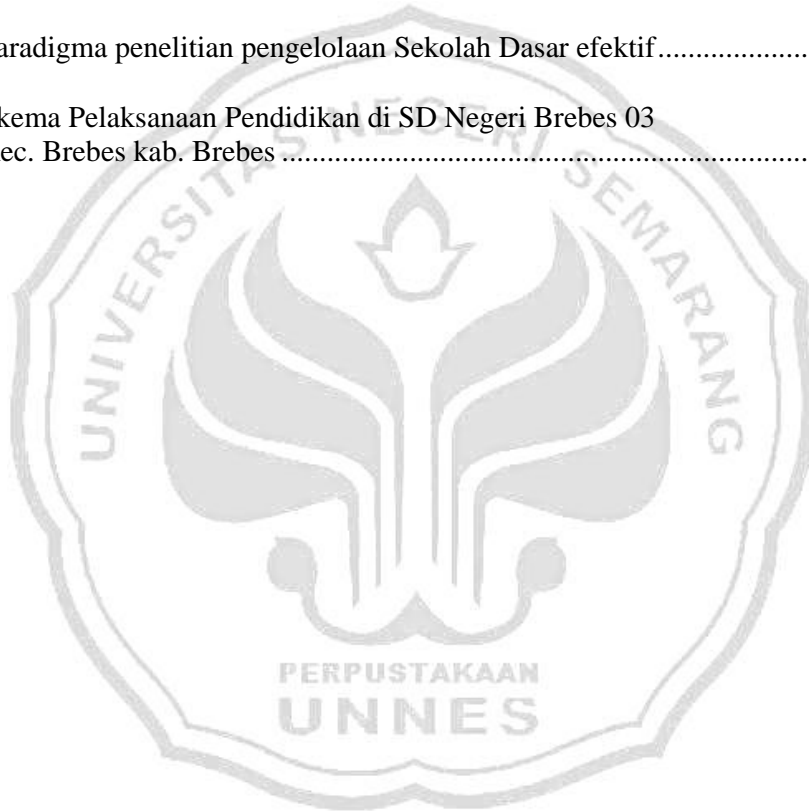 aradigma penelitian pengelolaan Sekolah Dasar efektif....................
kema Pelaksanaan Pendidikan di SD Negeri Brebes 03
ec. Brebes kab. Brebes ....................................................................
UNIVERSITAS NEGERI SEMARANG
PERPUSTAKAAN
UNNES